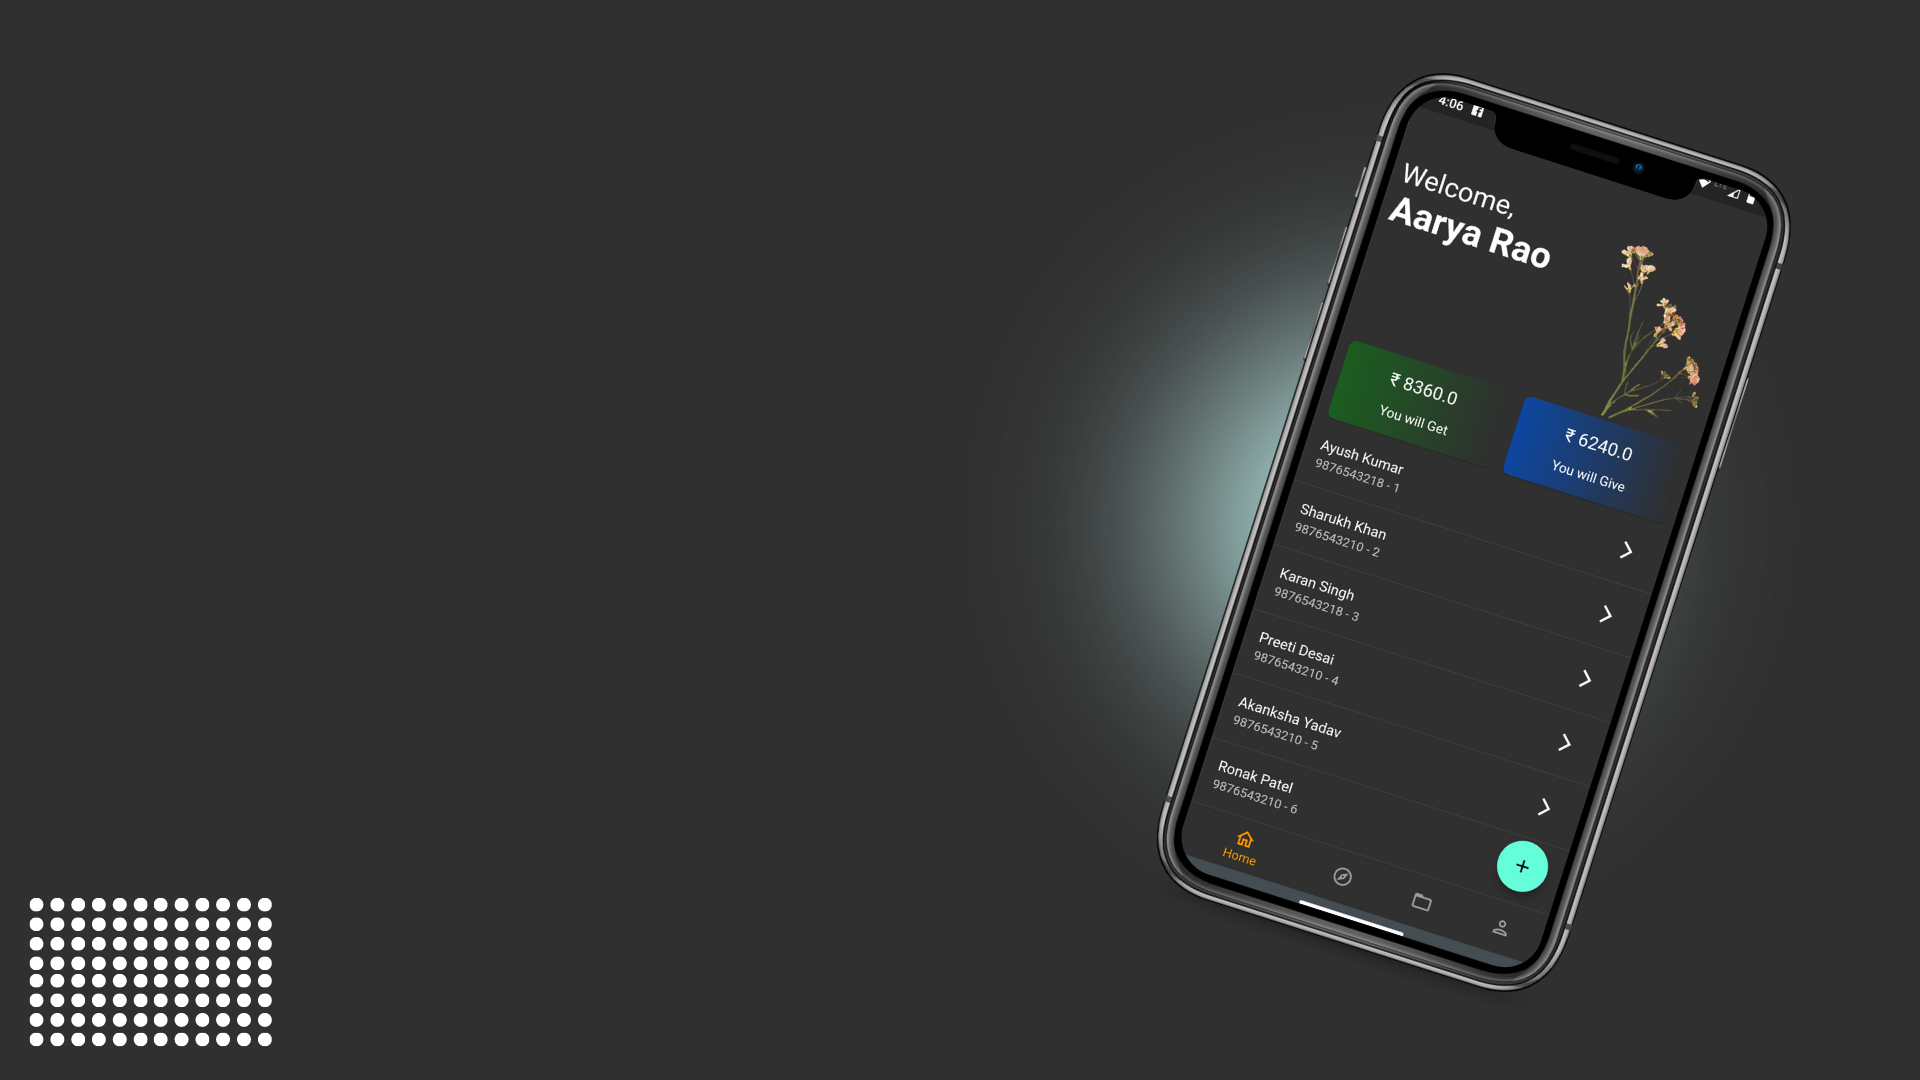 4:06
LTE
Welcome,
Aarya Rao
₹ 8360.0
You will Get
₹ 6240.0
You will Give
Ayush Kumar
9876543218 - 1
Sharukh Khan
9876543210 - 2
Karan Singh
9876543218 - 3
Preeti Desai
9876543210 - 4
Akanksha Yadav
9876543210 - 5
Ronak Patel
9876543210 - 6
Home